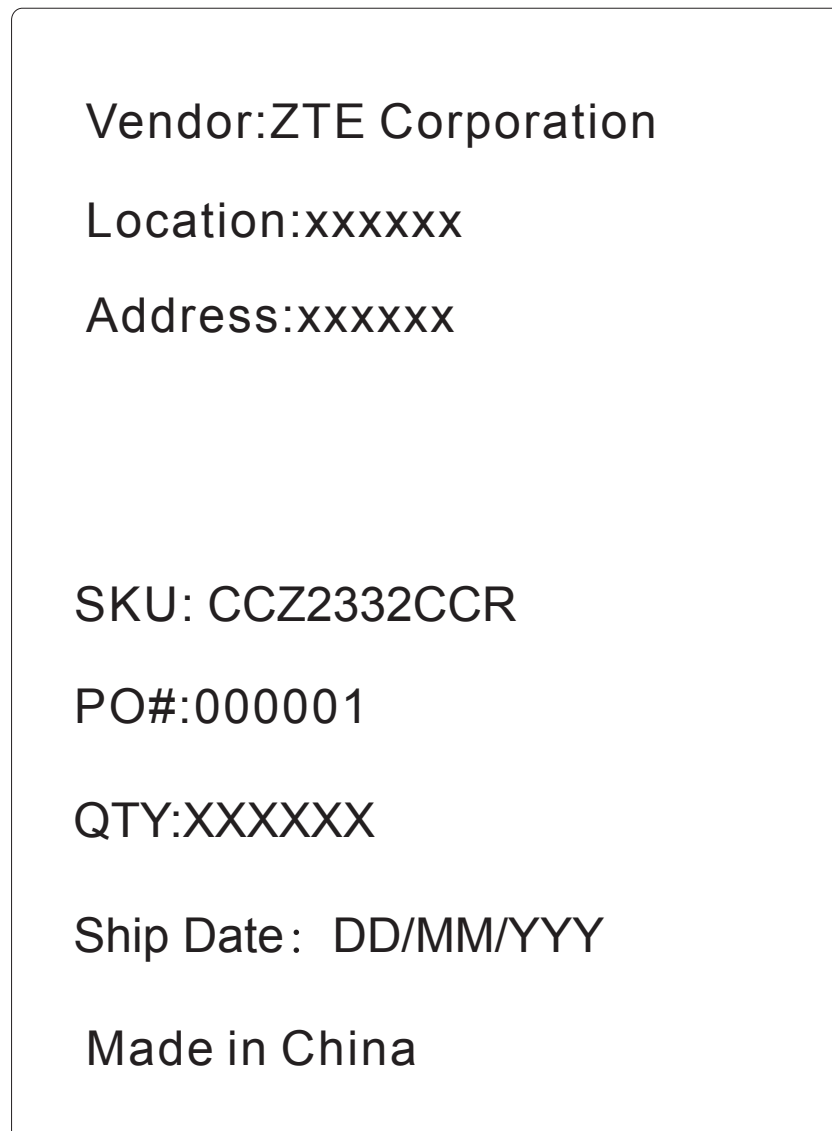 Vendor:ZTE Corporation
Location:xxxxxx
Address:xxxxxx
SKU: CCZ2332CCR
PO#:000001
QTY:XXXXXX
Ship Date： DD/MM/YYY
Made in China